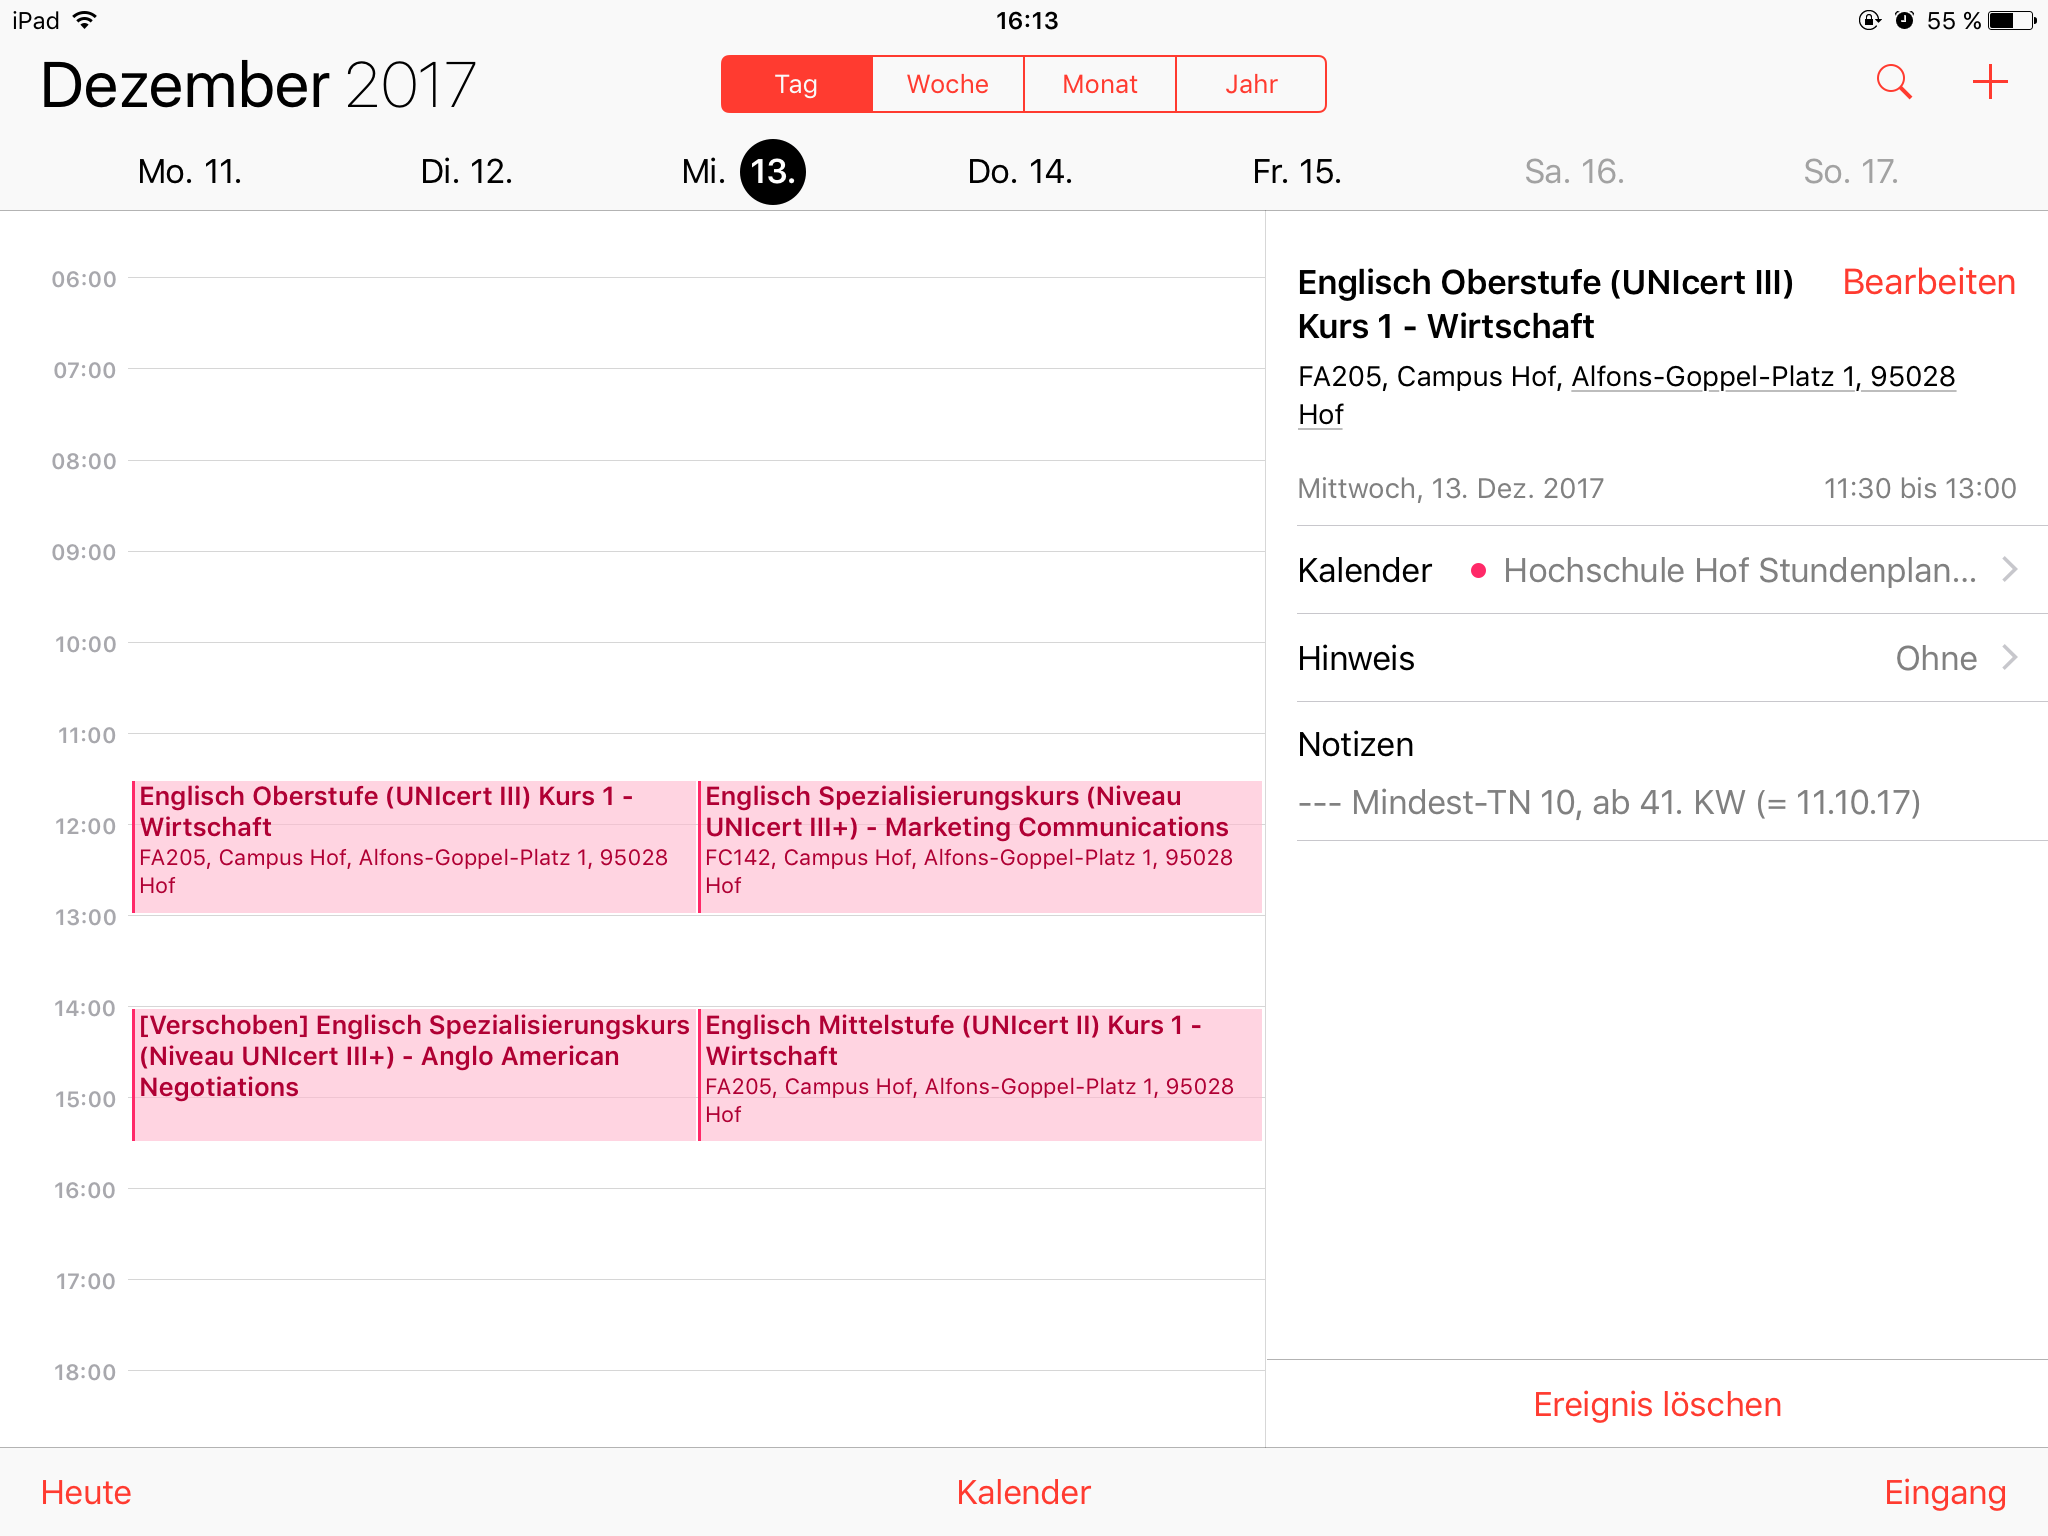 iPad 16:13 55 %
Dezember 2017
Tag Woche Monat Jahr
Mo. 11. Di. 12. Mi. 13. Do. 14. Fr. 15. Sa. 16. So. 17.
06:00
07:00
08:00
09:00
10:00
11:00
12:00
13:00
14:00
15:00
16:00
17:00
18:00
Englisch Oberstufe (UNIcert III) Kurs 1 -
Wirtschaft
FA205, Campus Hof, Alfons-Goppel-Platz 1, 95028
Hof
Englisch Spezialisierungskurs (Niveau
UNIcert III+) - Marketing Communications
FC142, Campus Hof, Alfons-Goppel-Platz 1, 95028
Hof
[Verschoben] Englisch Spezialisierungskurs
(Niveau UNIcert III+) - Anglo American
Negotiations
Englisch Mittelstufe (UNIcert II) Kurs 1 -
Wirtschaft
FA205, Campus Hof, Alfons-Goppel-Platz 1, 95028
Hof
Englisch Oberstufe (UNIcert III) Bearbeiten
Kurs 1 - Wirtschaft
FA205, Campus Hof, Alfons-Goppel-Platz 1, 95028
Hof
Mittwoch, 13. Dez. 2017 11:30 bis 13:00
Kalender Hochschule Hof Stundenplan...
Hinweis Ohne
Notizen
--- Mindest-TN 10, ab 41. KW (= 11.10.17)
Ereignis löschen
Heute Kalender Eingang